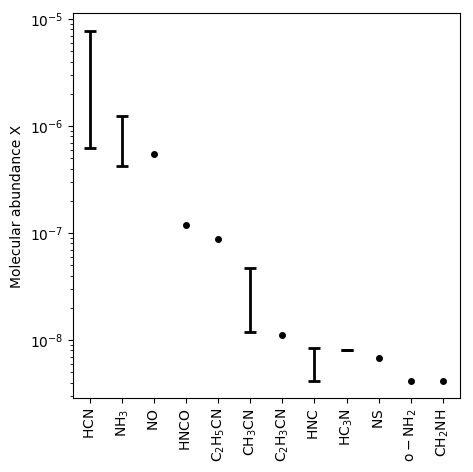 Molecular abundance X
10⁻⁵
10⁻⁶
10⁻⁷
10⁻⁸
HCN
NH₃
NO
HNCO
C₂H₅CN
CH₃CN
C₂H₃CN
HNC
HC₃N
NS
o − NH₂
CH₂NH